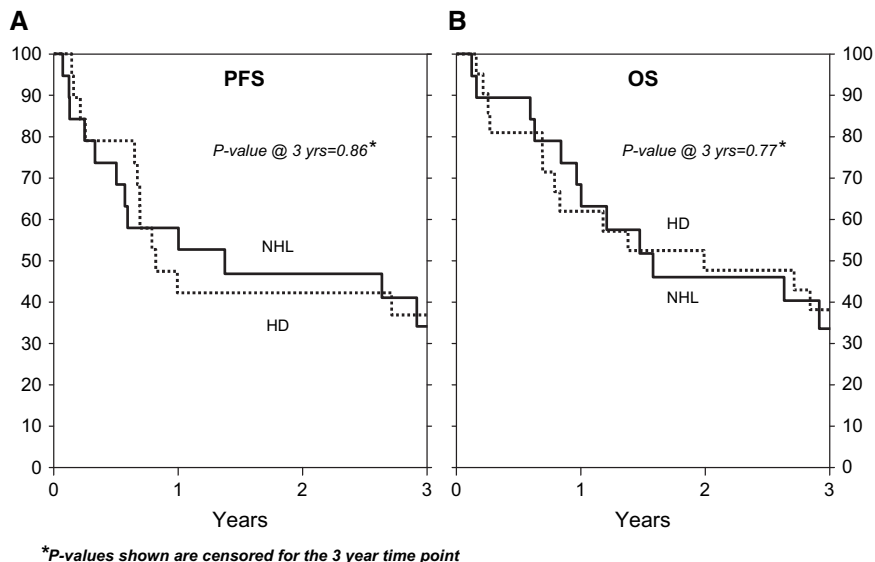 A
B
PFS
OS
P-value @ 3 yrs=0.86*
P-value @ 3 yrs=0.77*
NHL
HD
HD
NHL
100
90
80
70
60
50
40
30
20
10
0
100
90
80
70
60
50
40
30
20
10
0
0 1 2 3
0 1 2 3
Years
Years
*P-values shown are censored for the 3 year time point